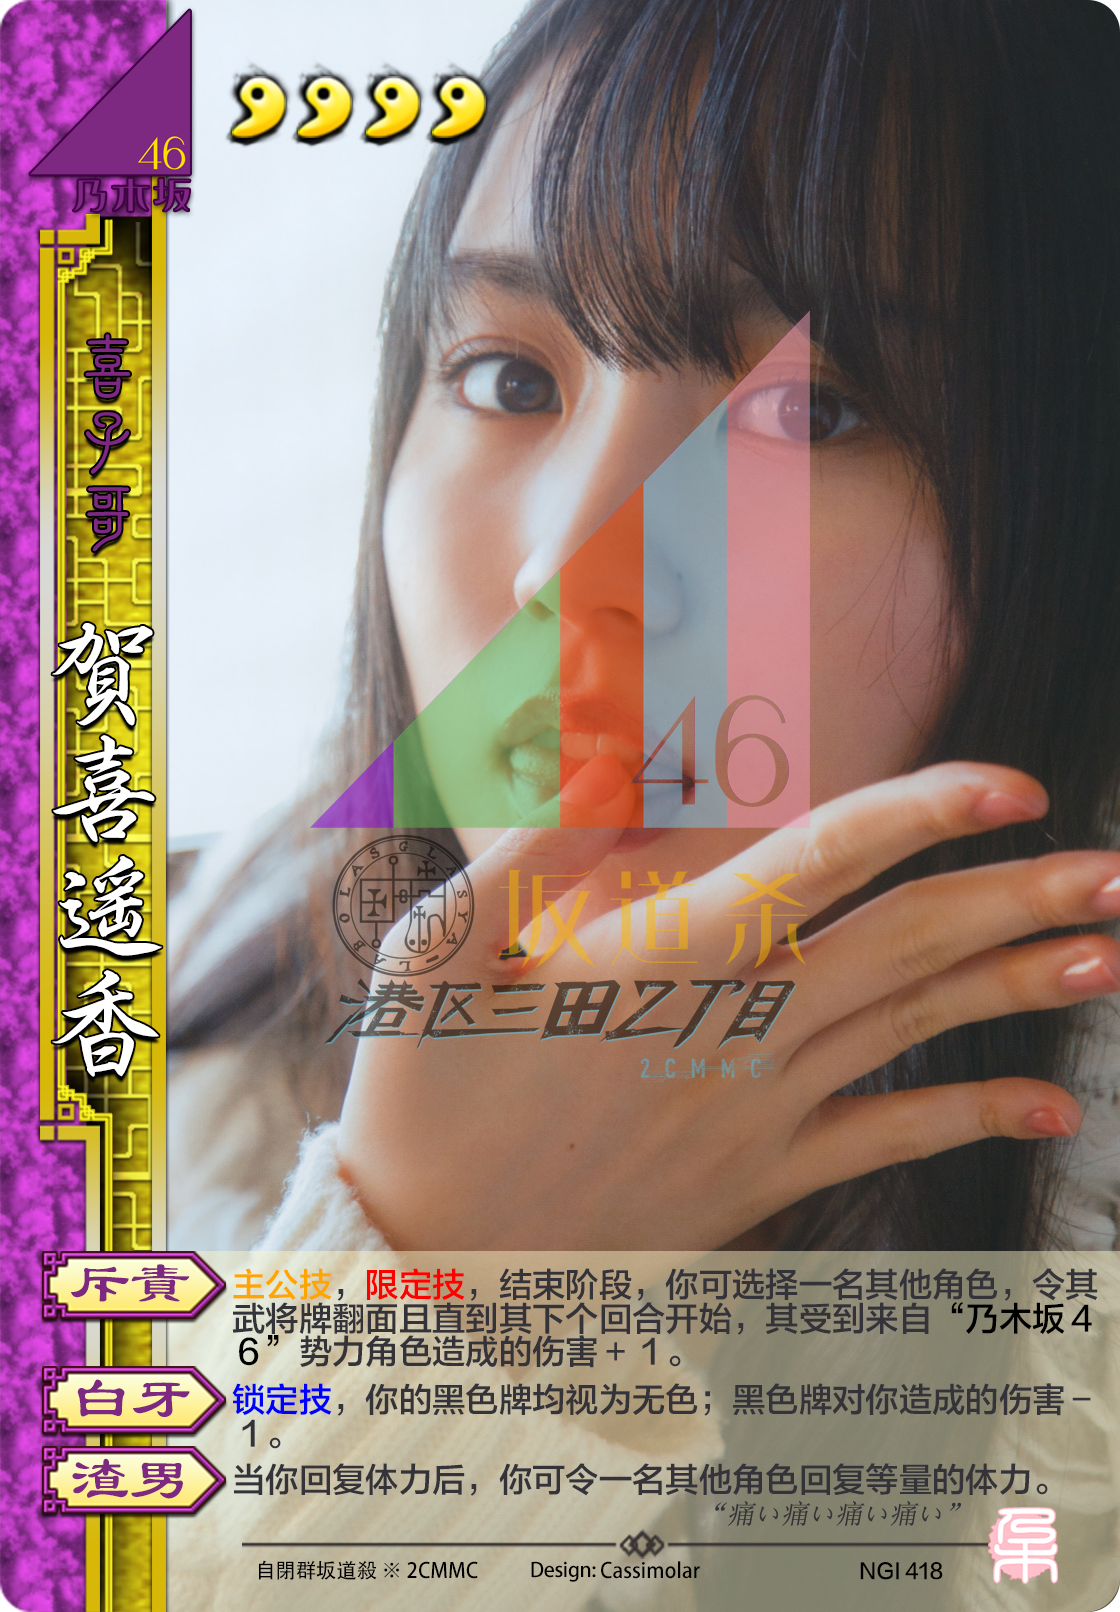 46
乃木坂
喜子哥
賀喜遥香
46
GLASYA-LABOLAS
坂道杀
港区三田2丁目
2CMMC
斥責
主公技，限定技，结束阶段，你可选择一名其他角色，令其
武将牌翻面且直到其下个回合开始，其受到来自“乃木坂４
６”势力角色造成的伤害＋１。
白牙
锁定技，你的黑色牌均视为无色；黑色牌对你造成的伤害－
１。
渣男
当你回复体力后，你可令一名其他角色回复等量的体力。
“痛い痛い痛い痛い”
自閉群坂道殺 ※ 2CMMC
Design: Cassimolar
NGI 418